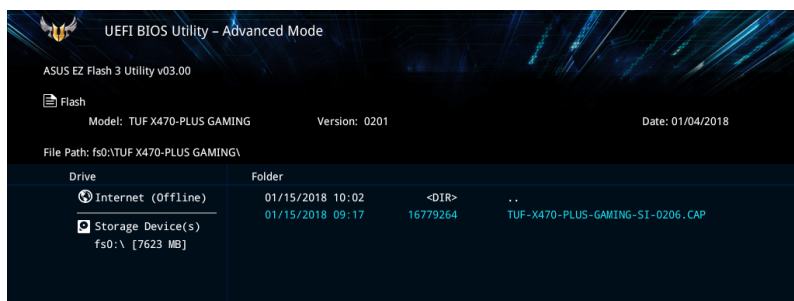 UEFI BIOS Utility – Advanced Mode
ASUS EZ Flash 3 Utility v03.00
Flash
Model: TUF X470-PLUS GAMING Version: 0201 Date: 01/04/2018
File Path: fs0:\TUF X470-PLUS GAMING\
Drive Folder
Internet (Offline) 01/15/2018 10:02 <DIR> ..
01/15/2018 09:17 16779264 TUF-X470-PLUS-GAMING-SI-0206.CAP
Storage Device(s)
fs0:\ [7623 MB]